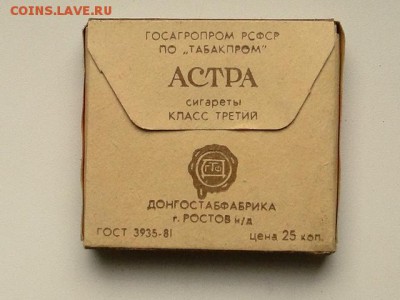 COINS.LAVE.RU
ГОСАГРОПРОМ РСФСР
ПО „ТАБАКПРОМ"
АСТРА
сигареты
КЛАСС ТРЕТИЙ
ДОНГОСТАБФАБРИКА
г. РОСТОВ н/д
ГОСТ 3935-81 цена 25 коп.